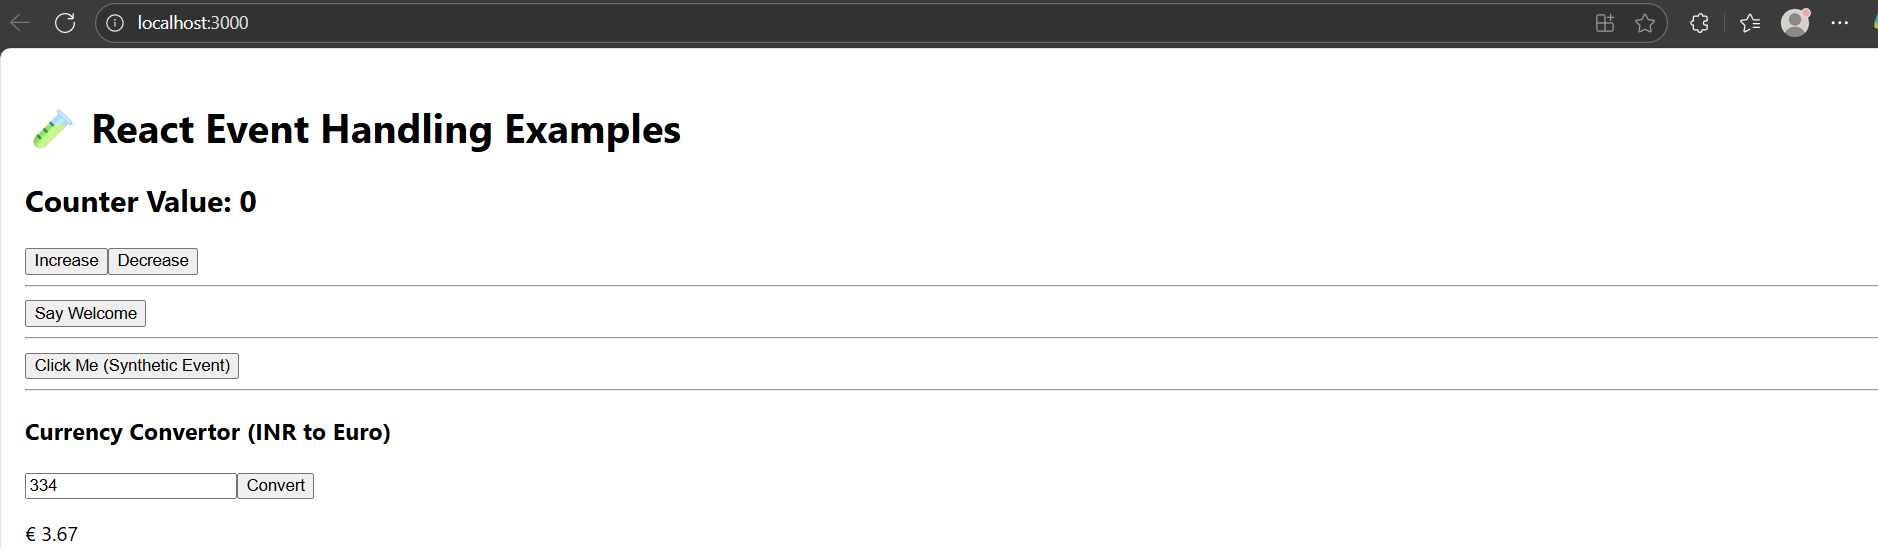 localhost:3000
React Event Handling Examples
Counter Value: 0
Increase Decrease
Say Welcome
Click Me (Synthetic Event)
Currency Convertor (INR to Euro)
334 Convert
€ 3.67